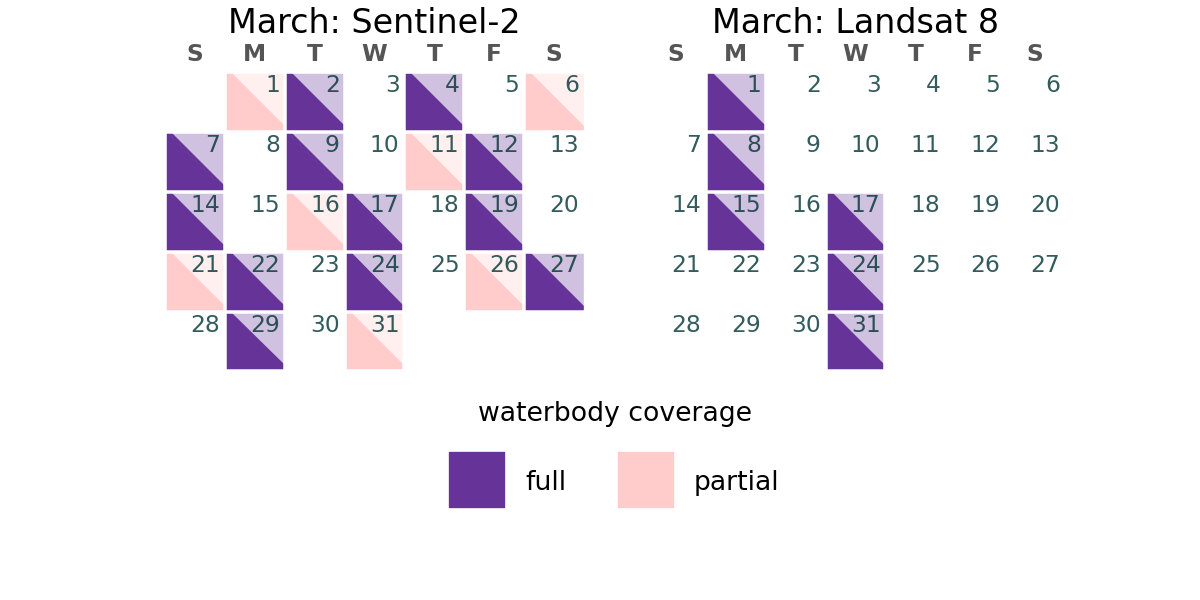 March: Sentinel-2
S M T W T F S
1 2 3 4 5 6
7 8 9 10 11 12 13
14 15 16 17 18 19 20
21 22 23 24 25 26 27
28 29 30 31
March: Landsat 8
S M T W T F S
1 2 3 4 5 6
7 8 9 10 11 12 13
14 15 16 17 18 19 20
21 22 23 24 25 26 27
28 29 30 31
waterbody coverage
full partial